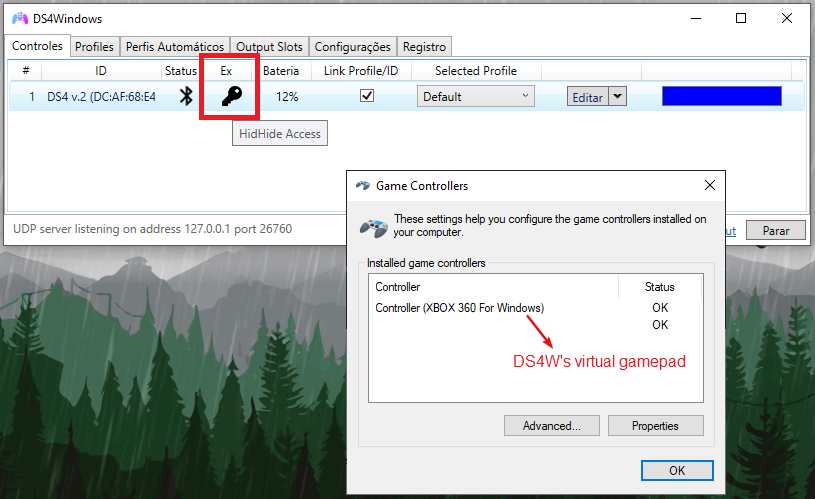 DS4Windows
Controles Profiles Perfis Automáticos Output Slots Configurações Registro
# ID Status Ex Bateria Link Profile/ID Selected Profile
1 DS4 v.2 (DC:AF:68:E4 12% Default Editar
HidHide Access
UDP server listening on address 127.0.0.1 port 26760
ut Parar
Game Controllers
These settings help you configure the game controllers installed on
your computer.
Installed game controllers
Controller Status
Controller (XBOX 360 For Windows) OK
OK
DS4W's virtual gamepad
Advanced... Properties
OK